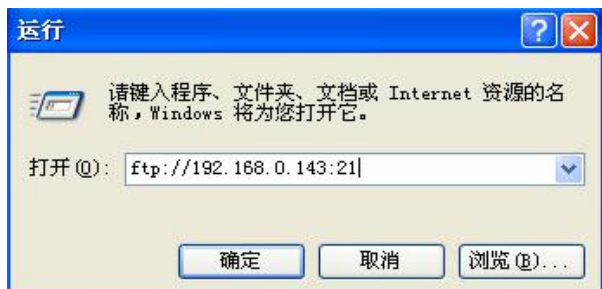 运行
请键入程序、文件夹、文档或 Internet 资源的名
称，Windows 将为您打开它。
打开(O): ftp://192.168.0.143:21
确定 取消 浏览(B)...